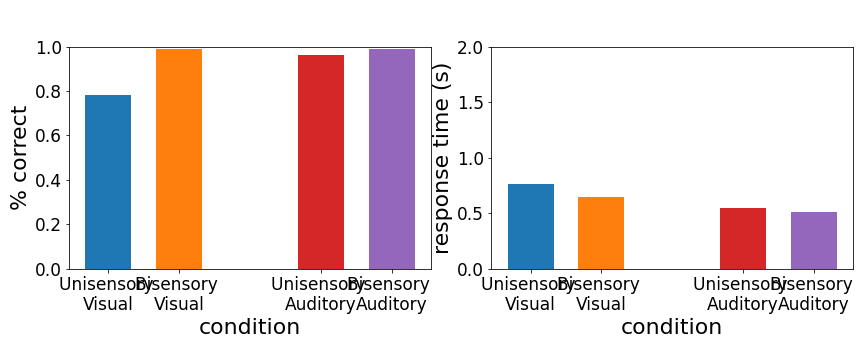 % correct
1.0
0.8
0.6
0.4
0.2
0.0
Unisensory
Visual
Bisensory
Visual
Unisensory
Auditory
Bisensory
Auditory
condition
response time (s)
2.0
1.5
1.0
0.5
0.0
Unisensory
Visual
Bisensory
Visual
Unisensory
Auditory
Bisensory
Auditory
condition